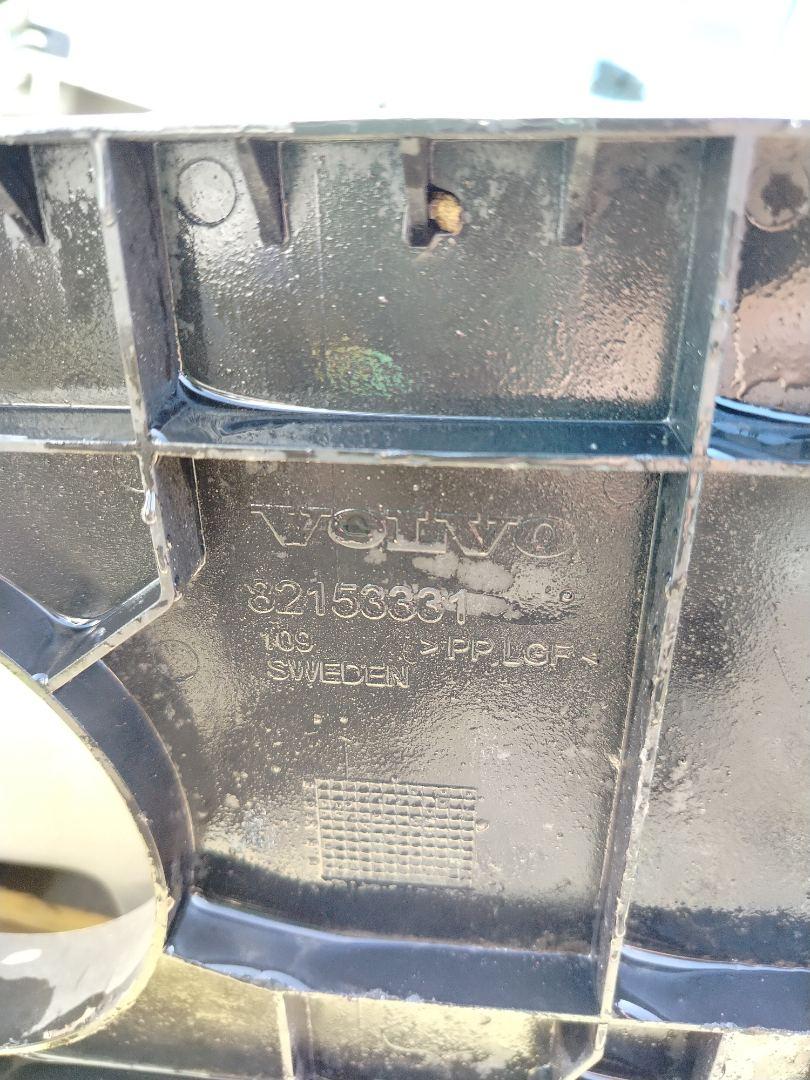 VOLVO
82153331
109 >PP LGF<
SWEDEN